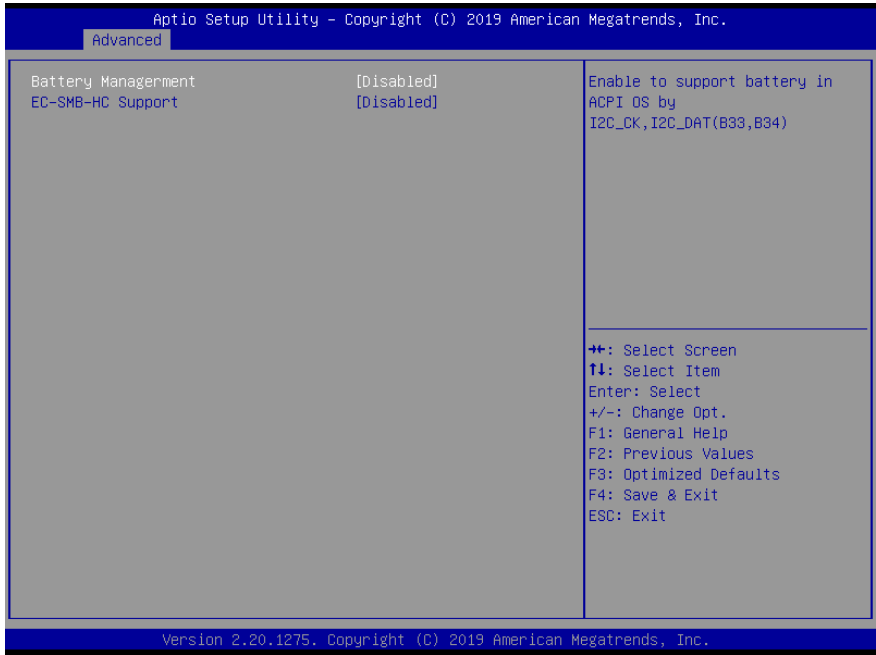 Aptio Setup Utility – Copyright (C) 2019 American Megatrends, Inc.
Advanced
Battery Managerment [Disabled]
EC-SMB-HC Support [Disabled]
Enable to support battery in
ACPI OS by
I2C_CK,I2C_DAT(B33,B34)
→←: Select Screen
↑↓: Select Item
Enter: Select
+/-: Change Opt.
F1: General Help
F2: Previous Values
F3: Optimized Defaults
F4: Save & Exit
ESC: Exit
Version 2.20.1275. Copyright (C) 2019 American Megatrends, Inc.